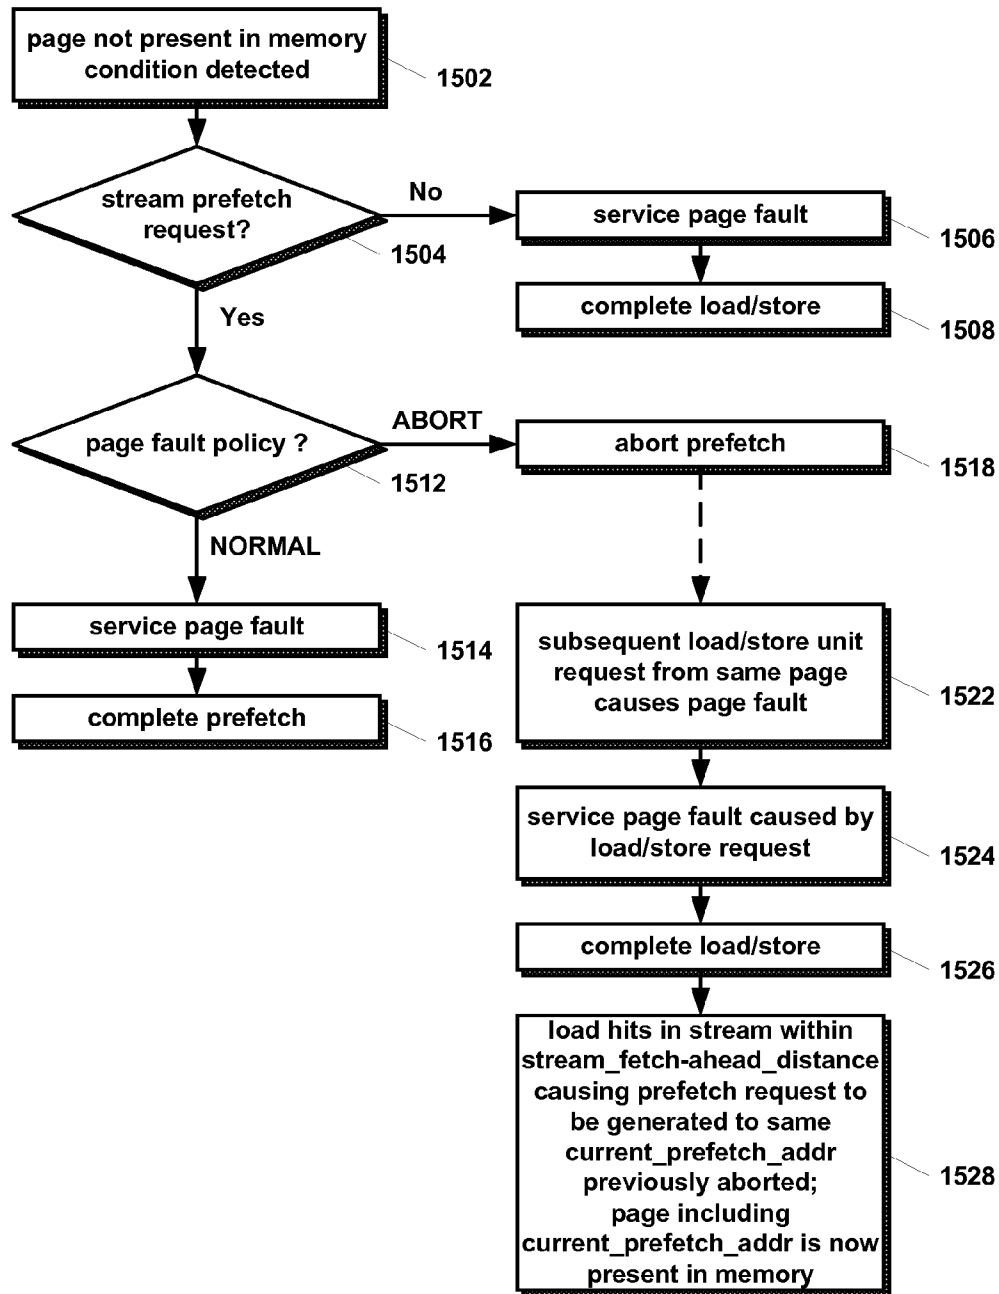 page not present in memory
condition detected
1502
stream prefetch
request?
1504
No
service page fault
1506
complete load/store
1508
Yes
page fault policy ?
1512
ABORT
abort prefetch
1518
NORMAL
service page fault
1514
complete prefetch
1516
subsequent load/store unit
request from same page
causes page fault
1522
service page fault caused by
load/store request
1524
complete load/store
1526
load hits in stream within
stream_fetch-ahead_distance
causing prefetch request to
be generated to same
current_prefetch_addr
previously aborted;
page including
current_prefetch_addr is now
present in memory
1528